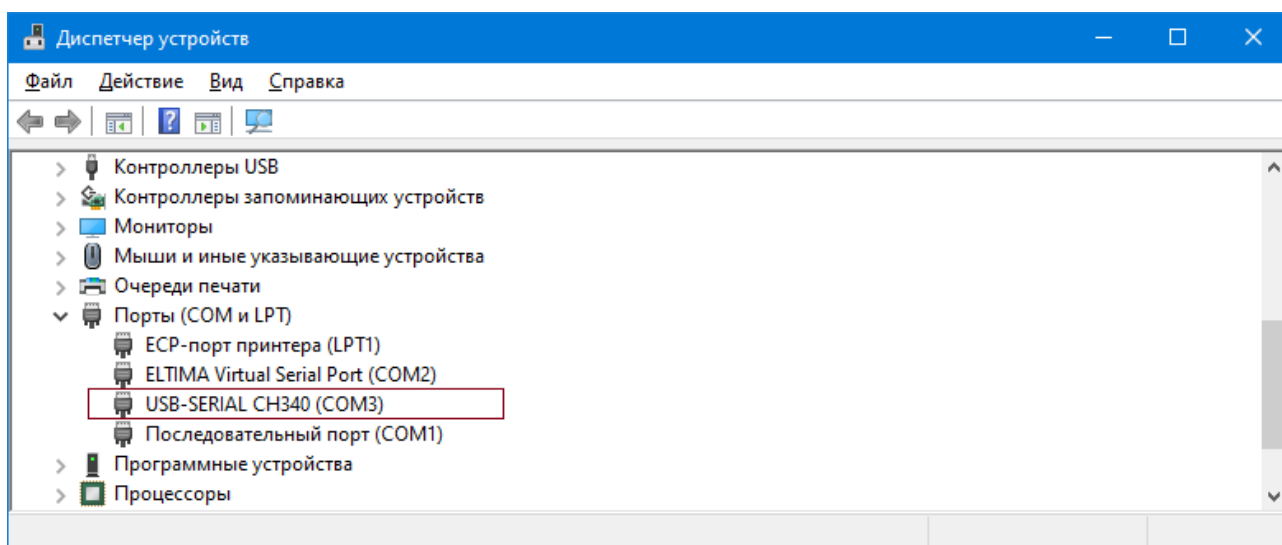 Диспетчер устройств
Файл Действие Вид Справка
Контроллеры USB
Контроллеры запоминающих устройств
Мониторы
Мыши и иные указывающие устройства
Очереди печати
Порты (COM и LPT)
ECP-порт принтера (LPT1)
ELTIMA Virtual Serial Port (COM2)
USB-SERIAL CH340 (COM3)
Последовательный порт (COM1)
Программные устройства
Процессоры